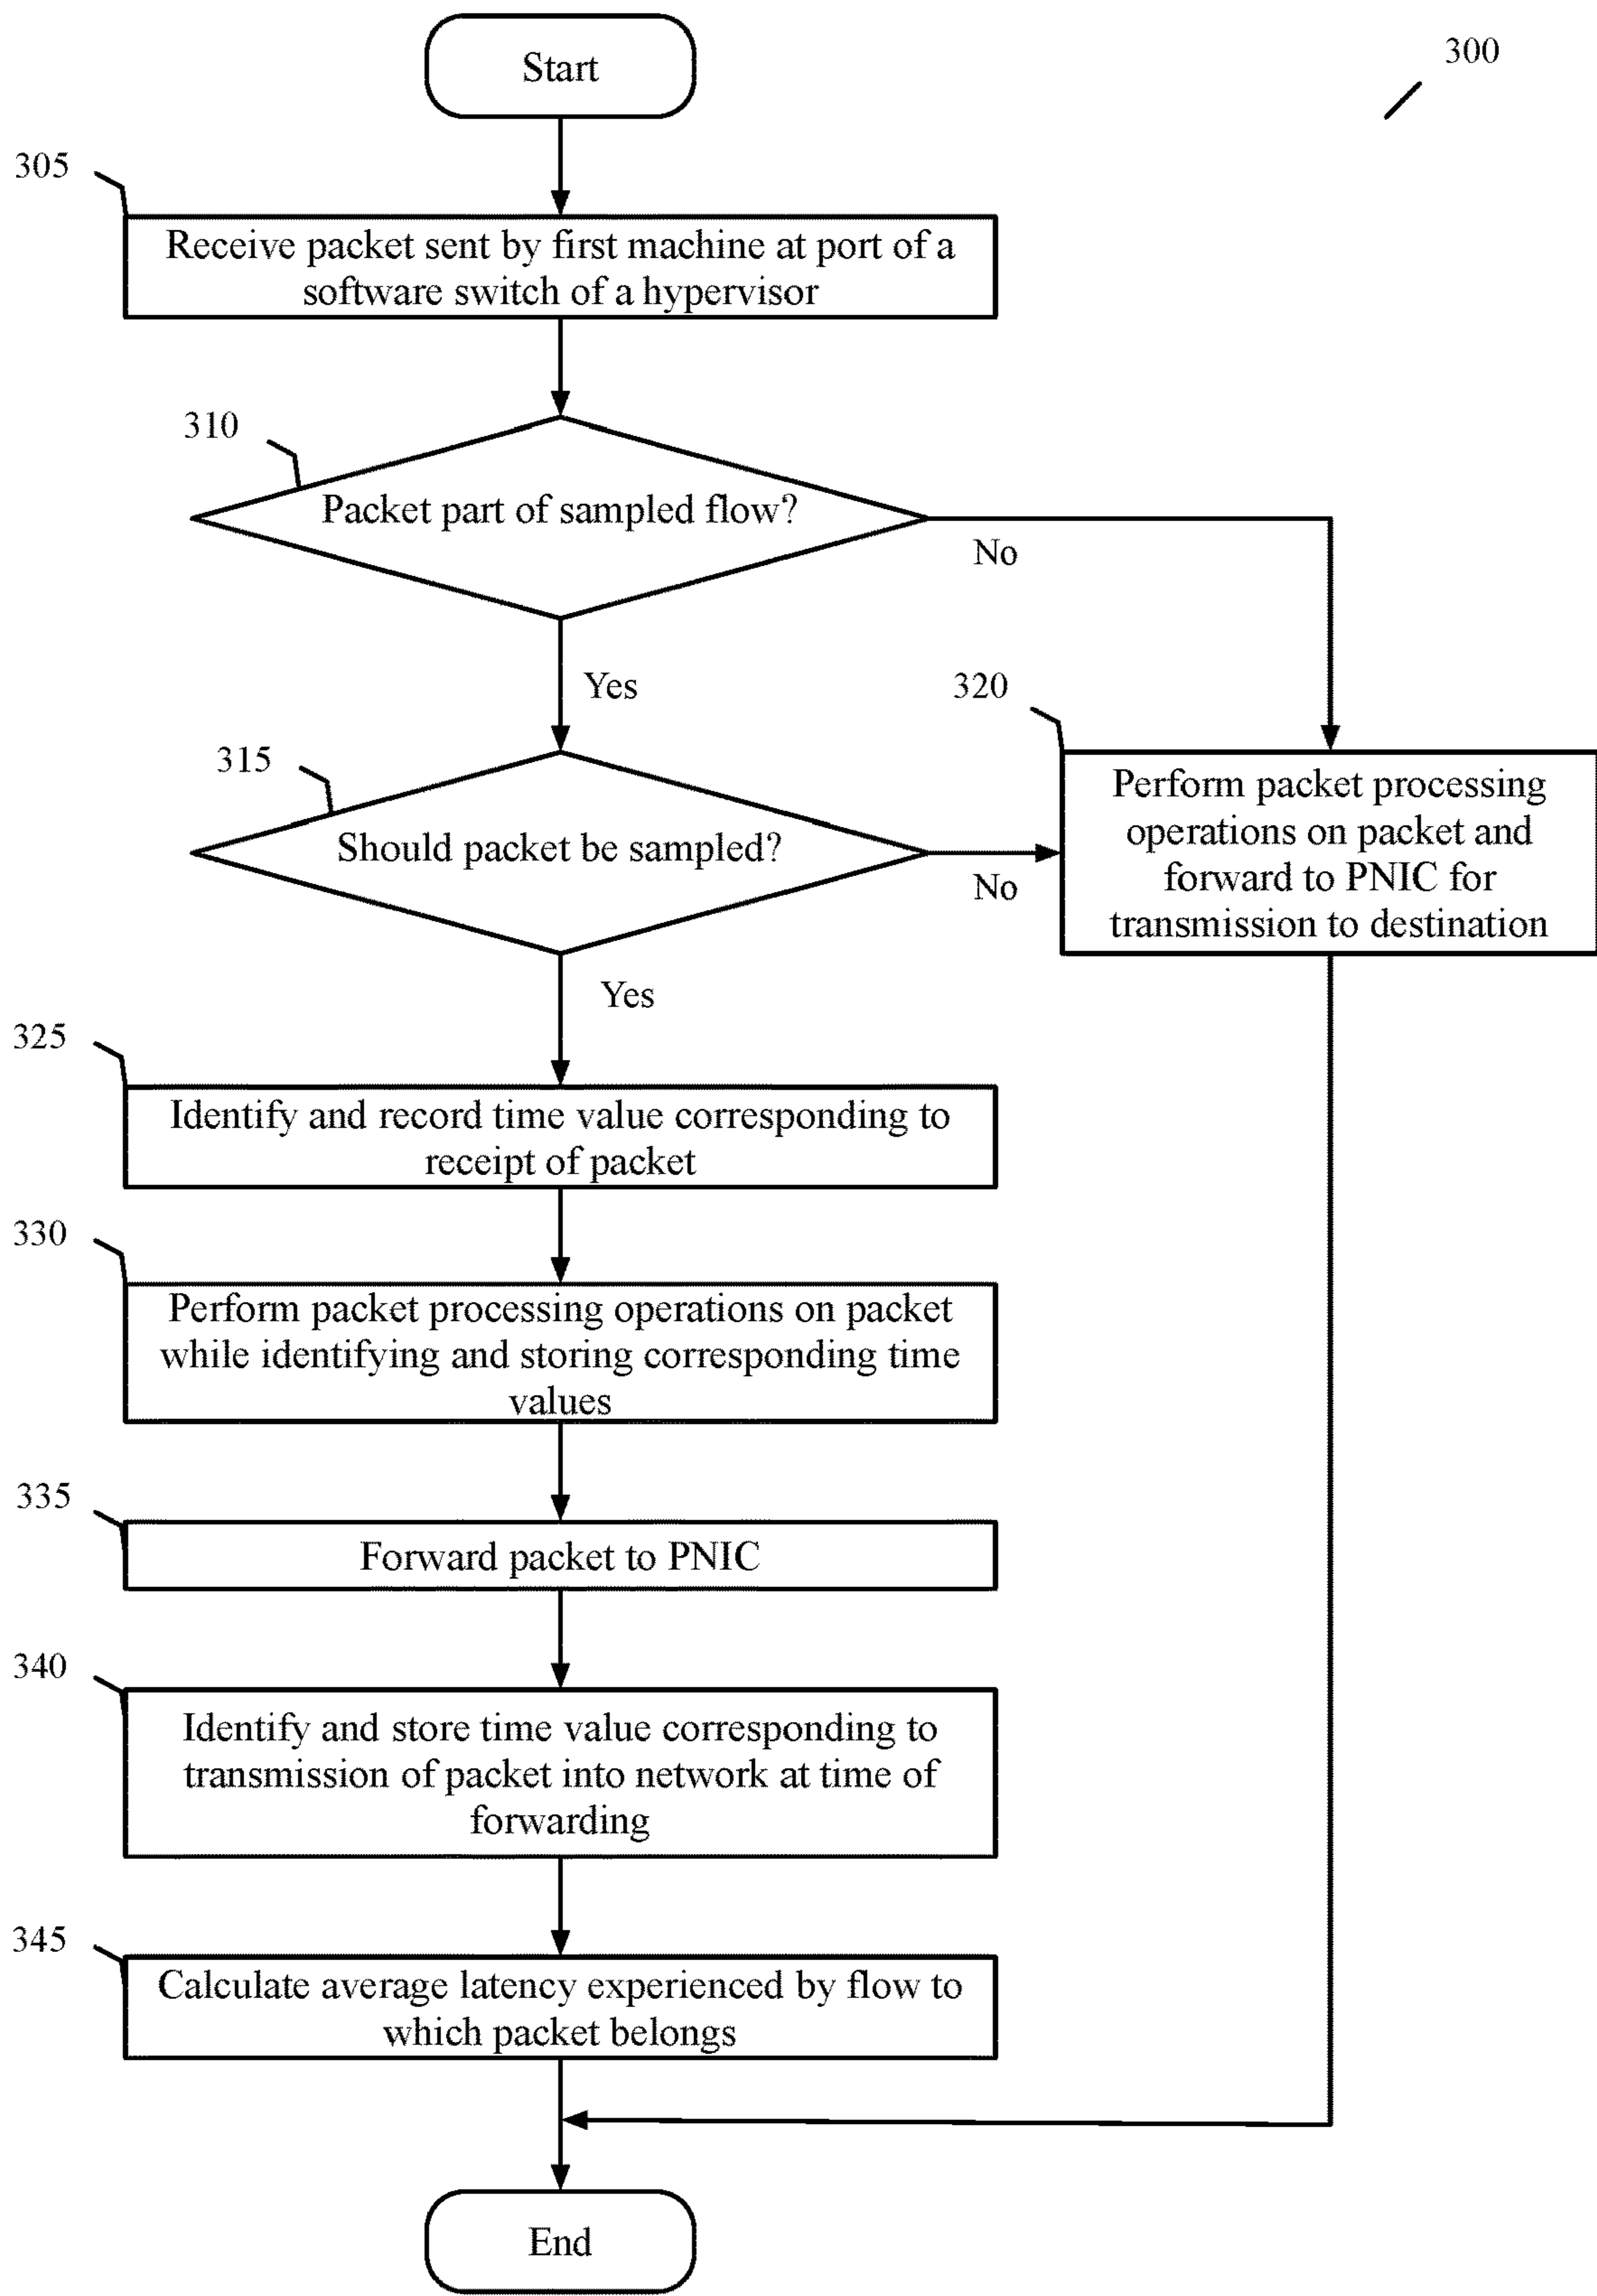 Start
300
305
Receive packet sent by first machine at port of a
software switch of a hypervisor
310
Packet part of sampled flow?
No
Yes
315
Should packet be sampled?
No
Yes
320
Perform packet processing
operations on packet and
forward to PNIC for
transmission to destination
325
Identify and record time value corresponding to
receipt of packet
330
Perform packet processing operations on packet
while identifying and storing corresponding time
values
335
Forward packet to PNIC
340
Identify and store time value corresponding to
transmission of packet into network at time of
forwarding
345
Calculate average latency experienced by flow to
which packet belongs
End